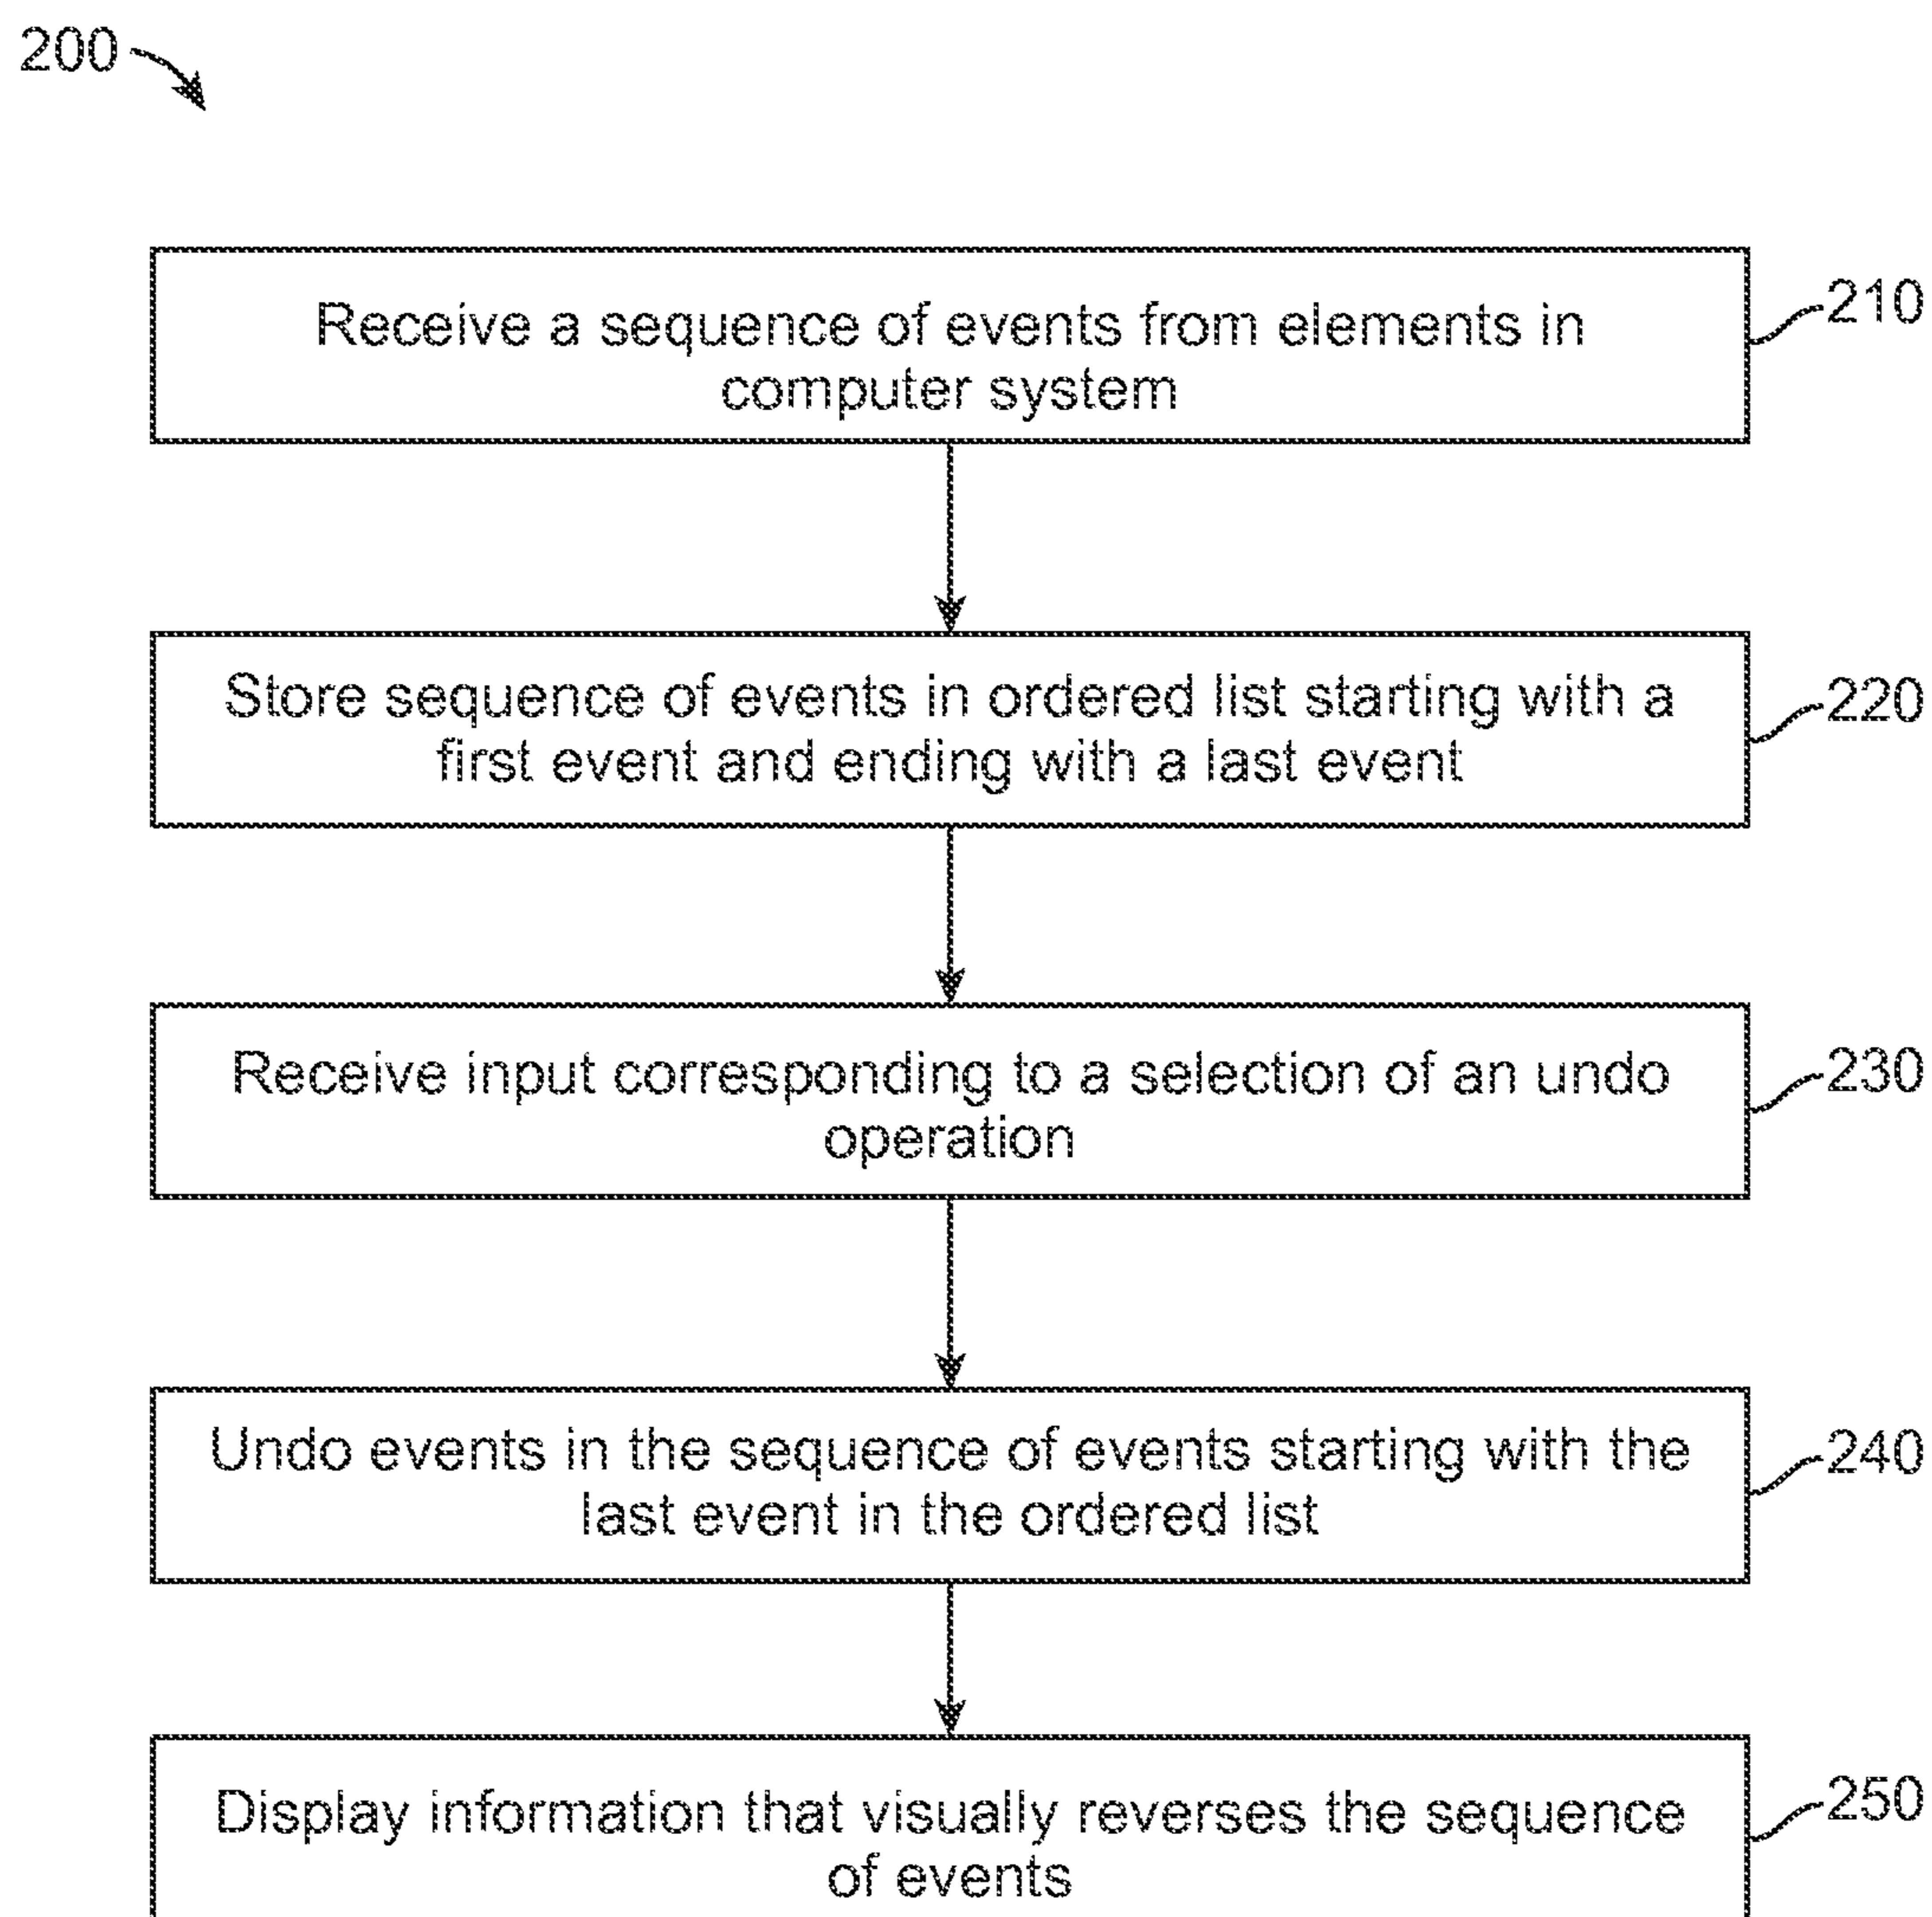 200
Receive a sequence of events from elements in
computer system
210
Store sequence of events in ordered list starting with a
first event and ending with a last event
220
Receive input corresponding to a selection of an undo
operation
230
Undo events in the sequence of events starting with the
last event in the ordered list
240
Display information that visually reverses the sequence
of events
250